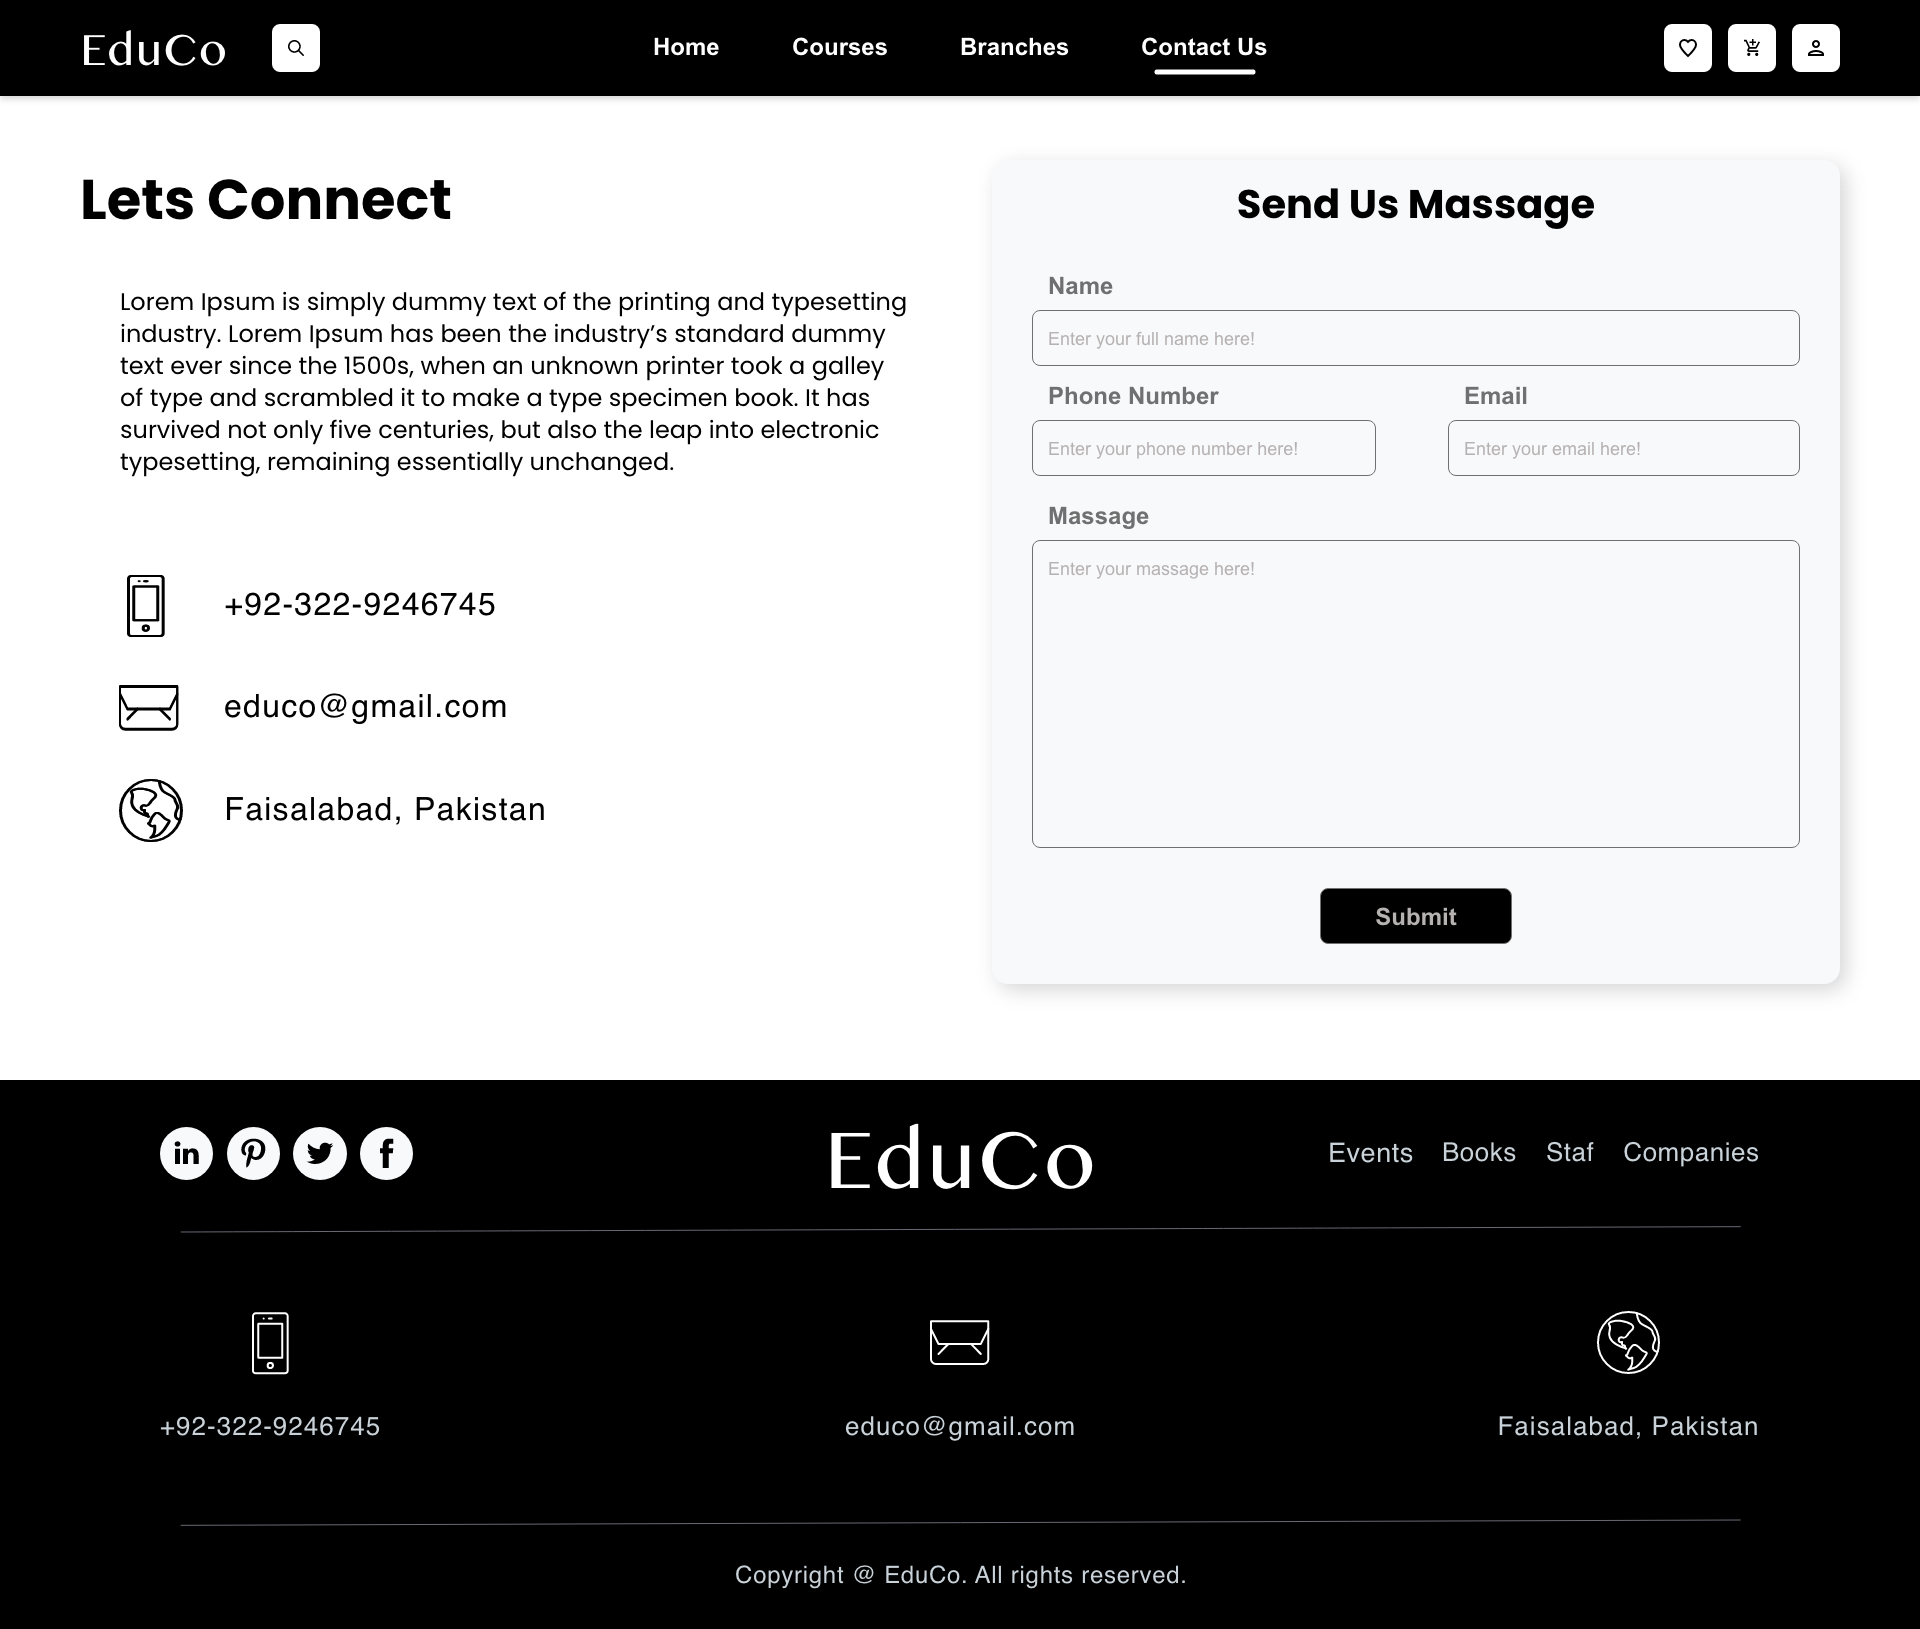 EduCo
Home Courses Branches Contact Us
Lets Connect
Lorem Ipsum is simply dummy text of the printing and typesetting
industry. Lorem Ipsum has been the industry’s standard dummy
text ever since the 1500s, when an unknown printer took a galley
of type and scrambled it to make a type specimen book. It has
survived not only five centuries, but also the leap into electronic
typesetting, remaining essentially unchanged.
+92-322-9246745
educo@gmail.com
Faisalabad, Pakistan
Send Us Massage
Name
Enter your full name here!
Phone Number
Enter your phone number here!
Email
Enter your email here!
Massage
Enter your massage here!
Submit
in
EduCo
Events Books Staf Companies
+92-322-9246745
educo@gmail.com
Faisalabad, Pakistan
Copyright @ EduCo. All rights reserved.